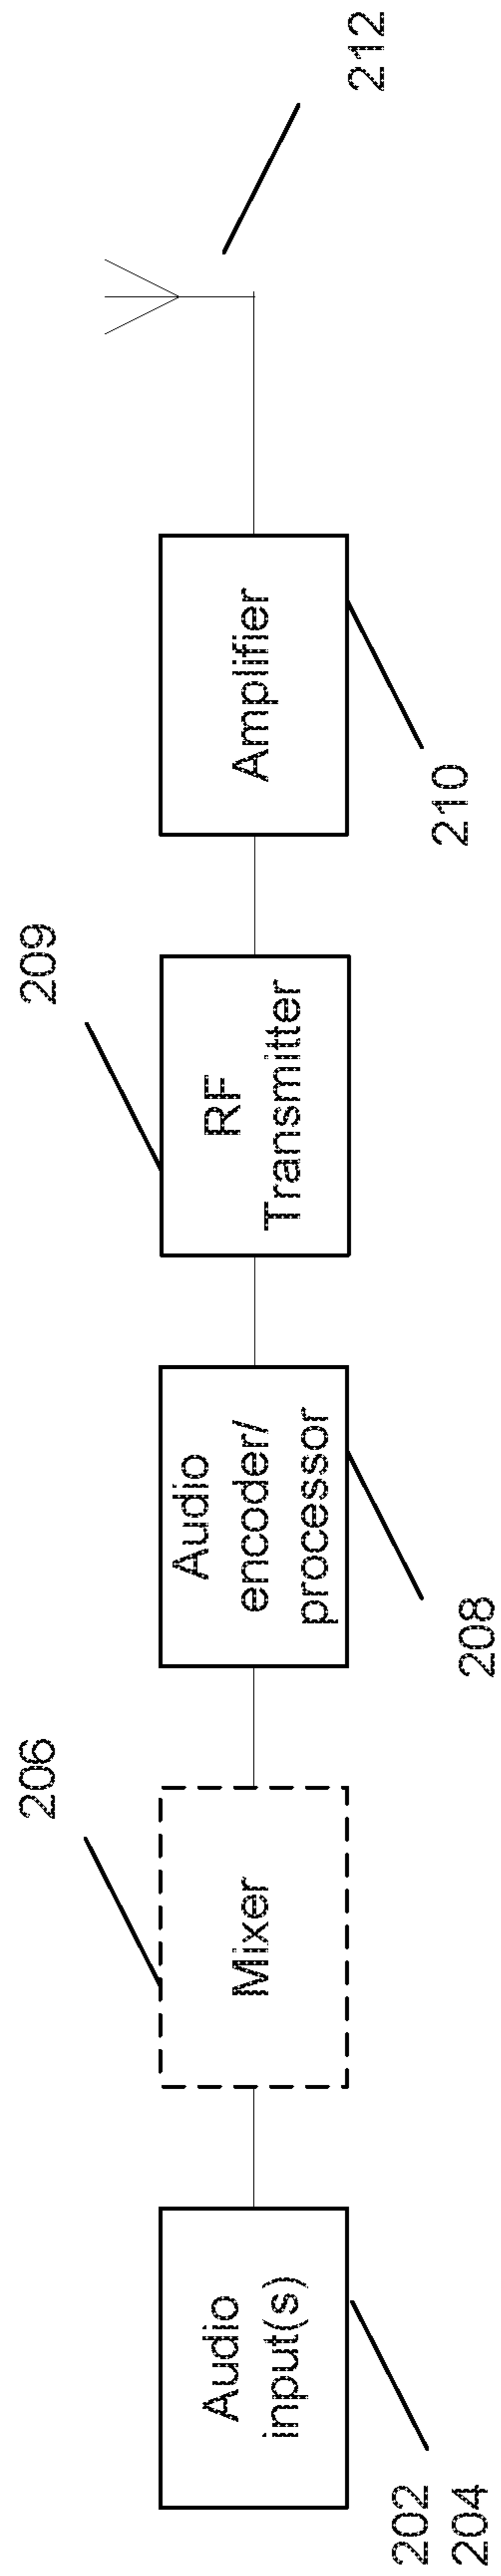 202
204
Audio
input(s)
206
Mixer
208
Audio
encoder/
processor
209
RF
Transmitter
210
Amplifier
212